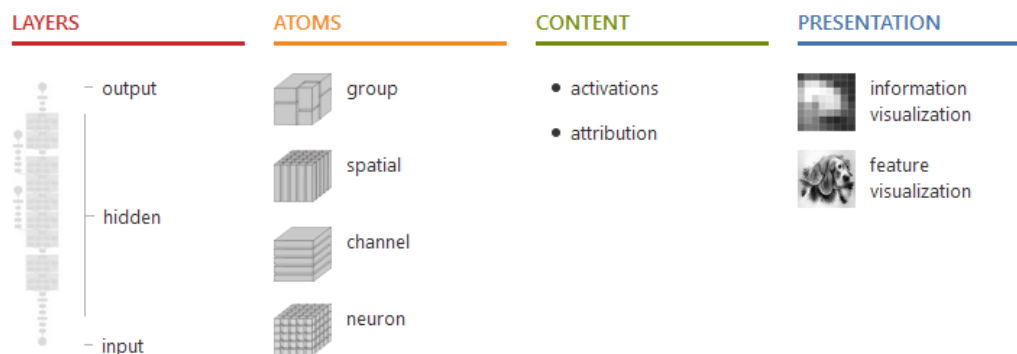 LAYERS
output
hidden
input
ATOMS
group
spatial
channel
neuron
CONTENT
• activations
• attribution
PRESENTATION
information
visualization
feature
visualization